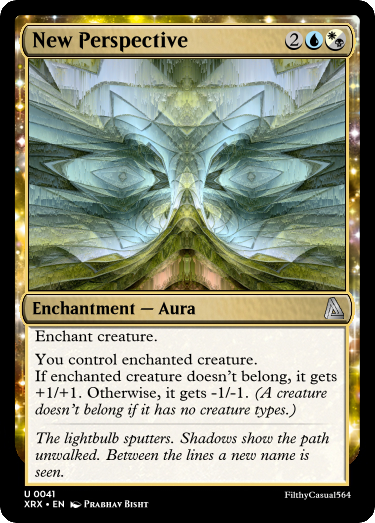 New Perspective 2
Enchantment — Aura
Enchant creature.
You control enchanted creature.
If enchanted creature doesn't belong, it gets
+1/+1. Otherwise, it gets -1/-1. (A creature
doesn't belong if it has no creature types.)
The lightbulb sputters. Shadows show the path
unwalked. Between the lines a new name is
seen.
U 0041
XRX • EN Prabhav Bisht
FilthyCasual564